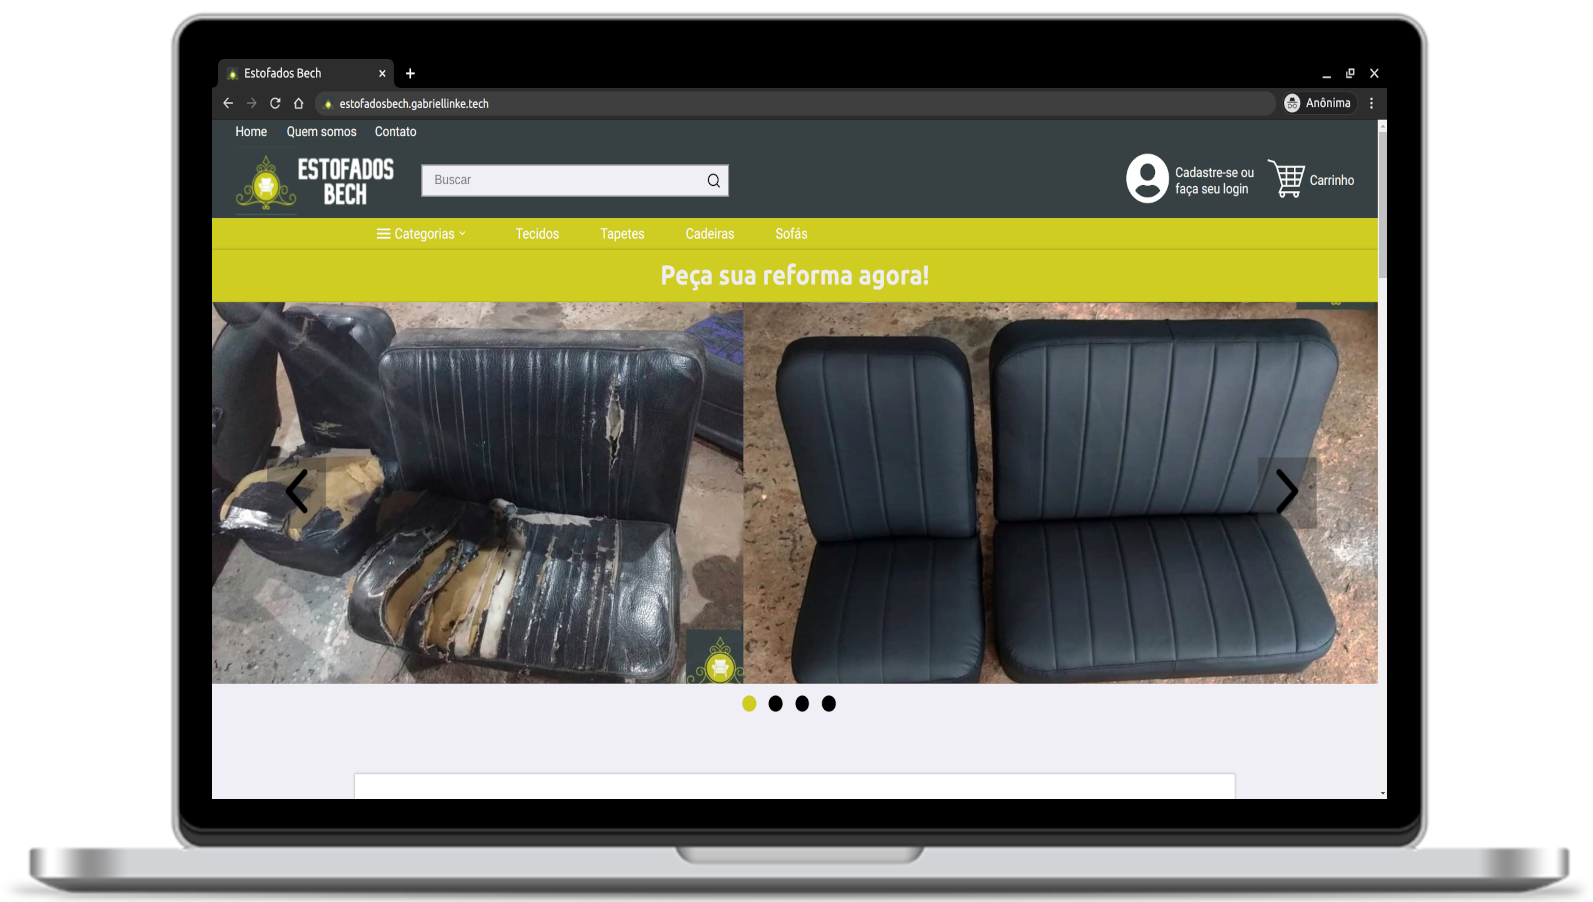 Estofados Bech
estofadosbech.gabriellinke.tech
Anônima
Home Quem somos Contato
ESTOFADOS
BECH
Buscar
Cadastre-se ou
faça seu login
Carrinho
Categorias Tecidos Tapetes Cadeiras Sofás
Peça sua reforma agora!